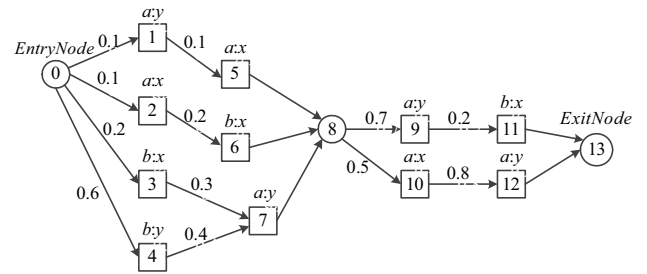 a:y
EntryNode 0.1 1 0.1 a:x
0 0.1 a:x 5
2 0.2 b:x
0.2 6
8 0.7 a:y 9 0.2 b:x 11 ExitNode
13
b:x 0.5 a:x 0.8 a:y
3 0.3 10 12
0.6 a:y
b:y 7
4 0.4